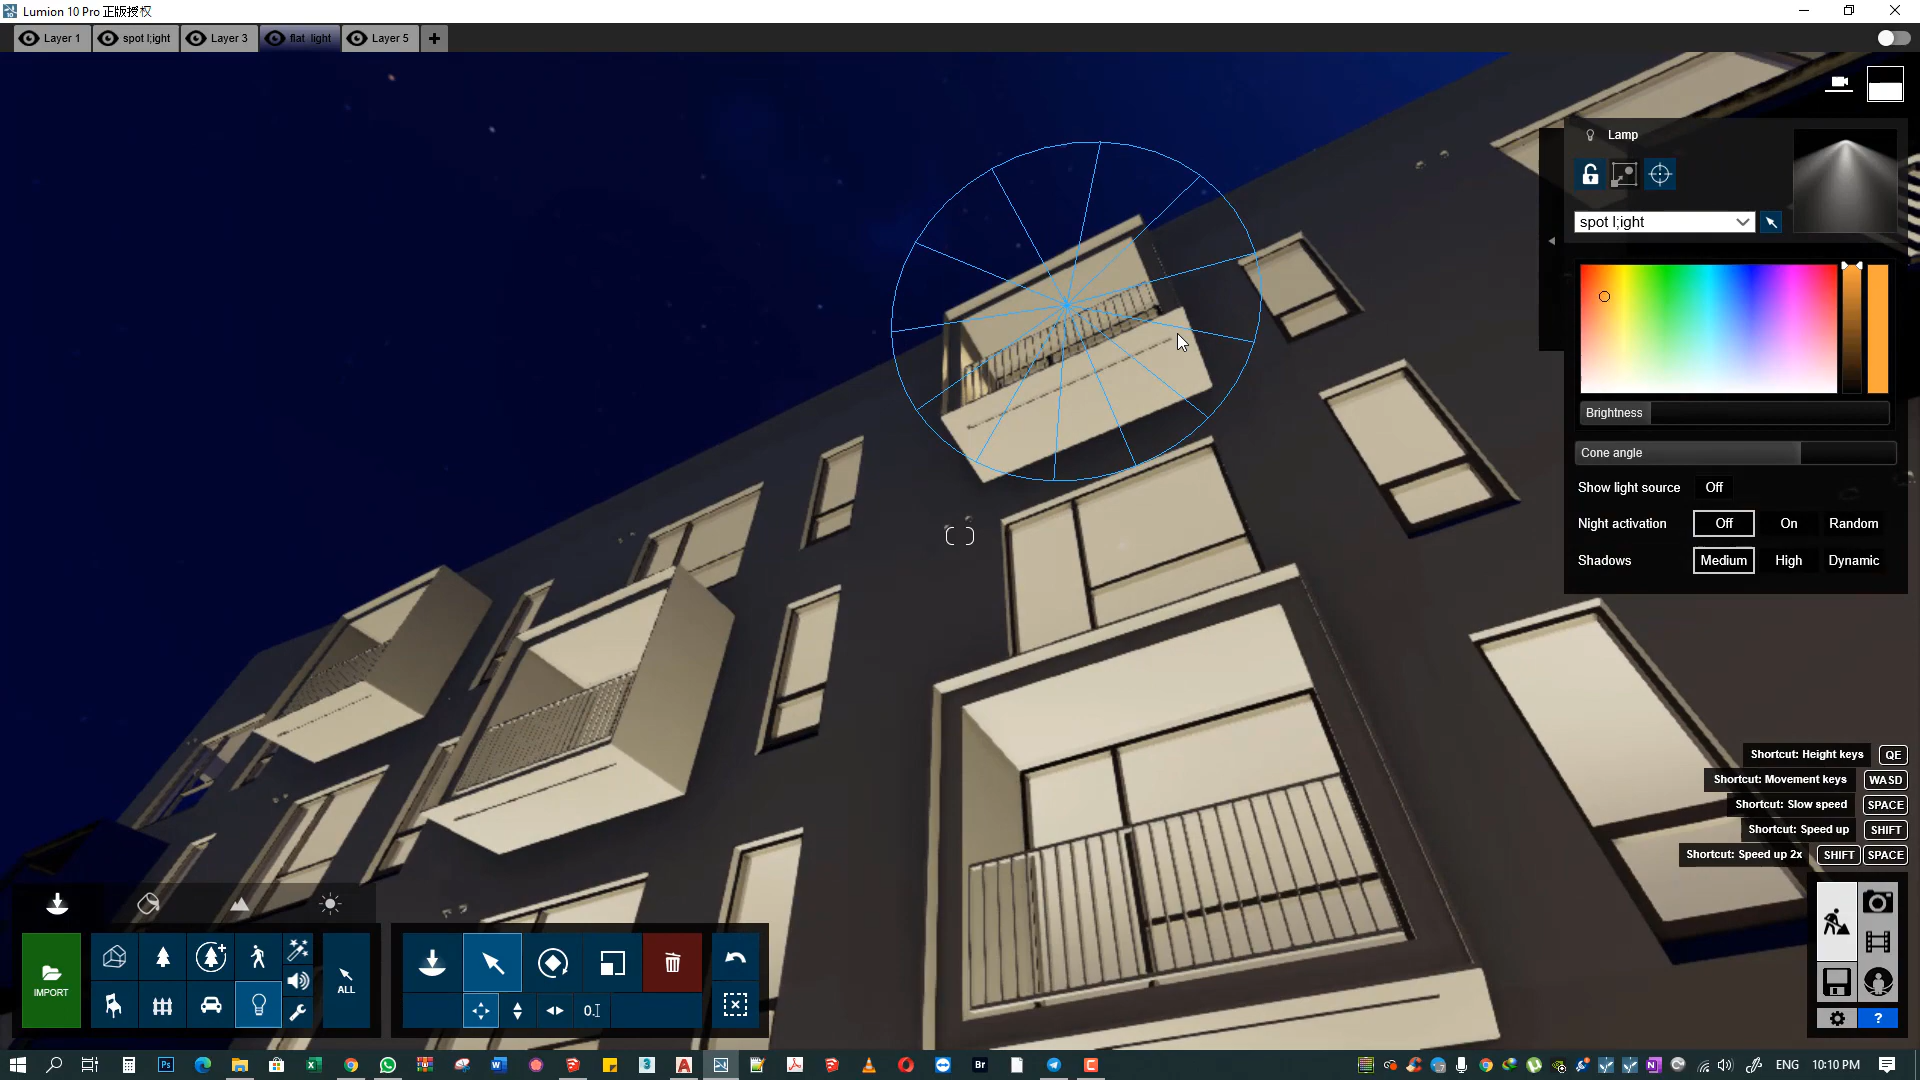 Lumion 10 Pro 正版授权
Layer 1
spot l;ight
Layer 3
flat light
Layer 5
+
Lamp
spot l;ight
Brightness
Cone angle
Show light source Off
Night activation Off On Random
Shadows Medium High Dynamic
Shortcut: Height keys QE
Shortcut: Movement keys WASD
Shortcut: Slow speed SPACE
Shortcut: Speed up SHIFT
Shortcut: Speed up 2x SHIFT SPACE
IMPORT
ALL
?
ENG 10:10 PM